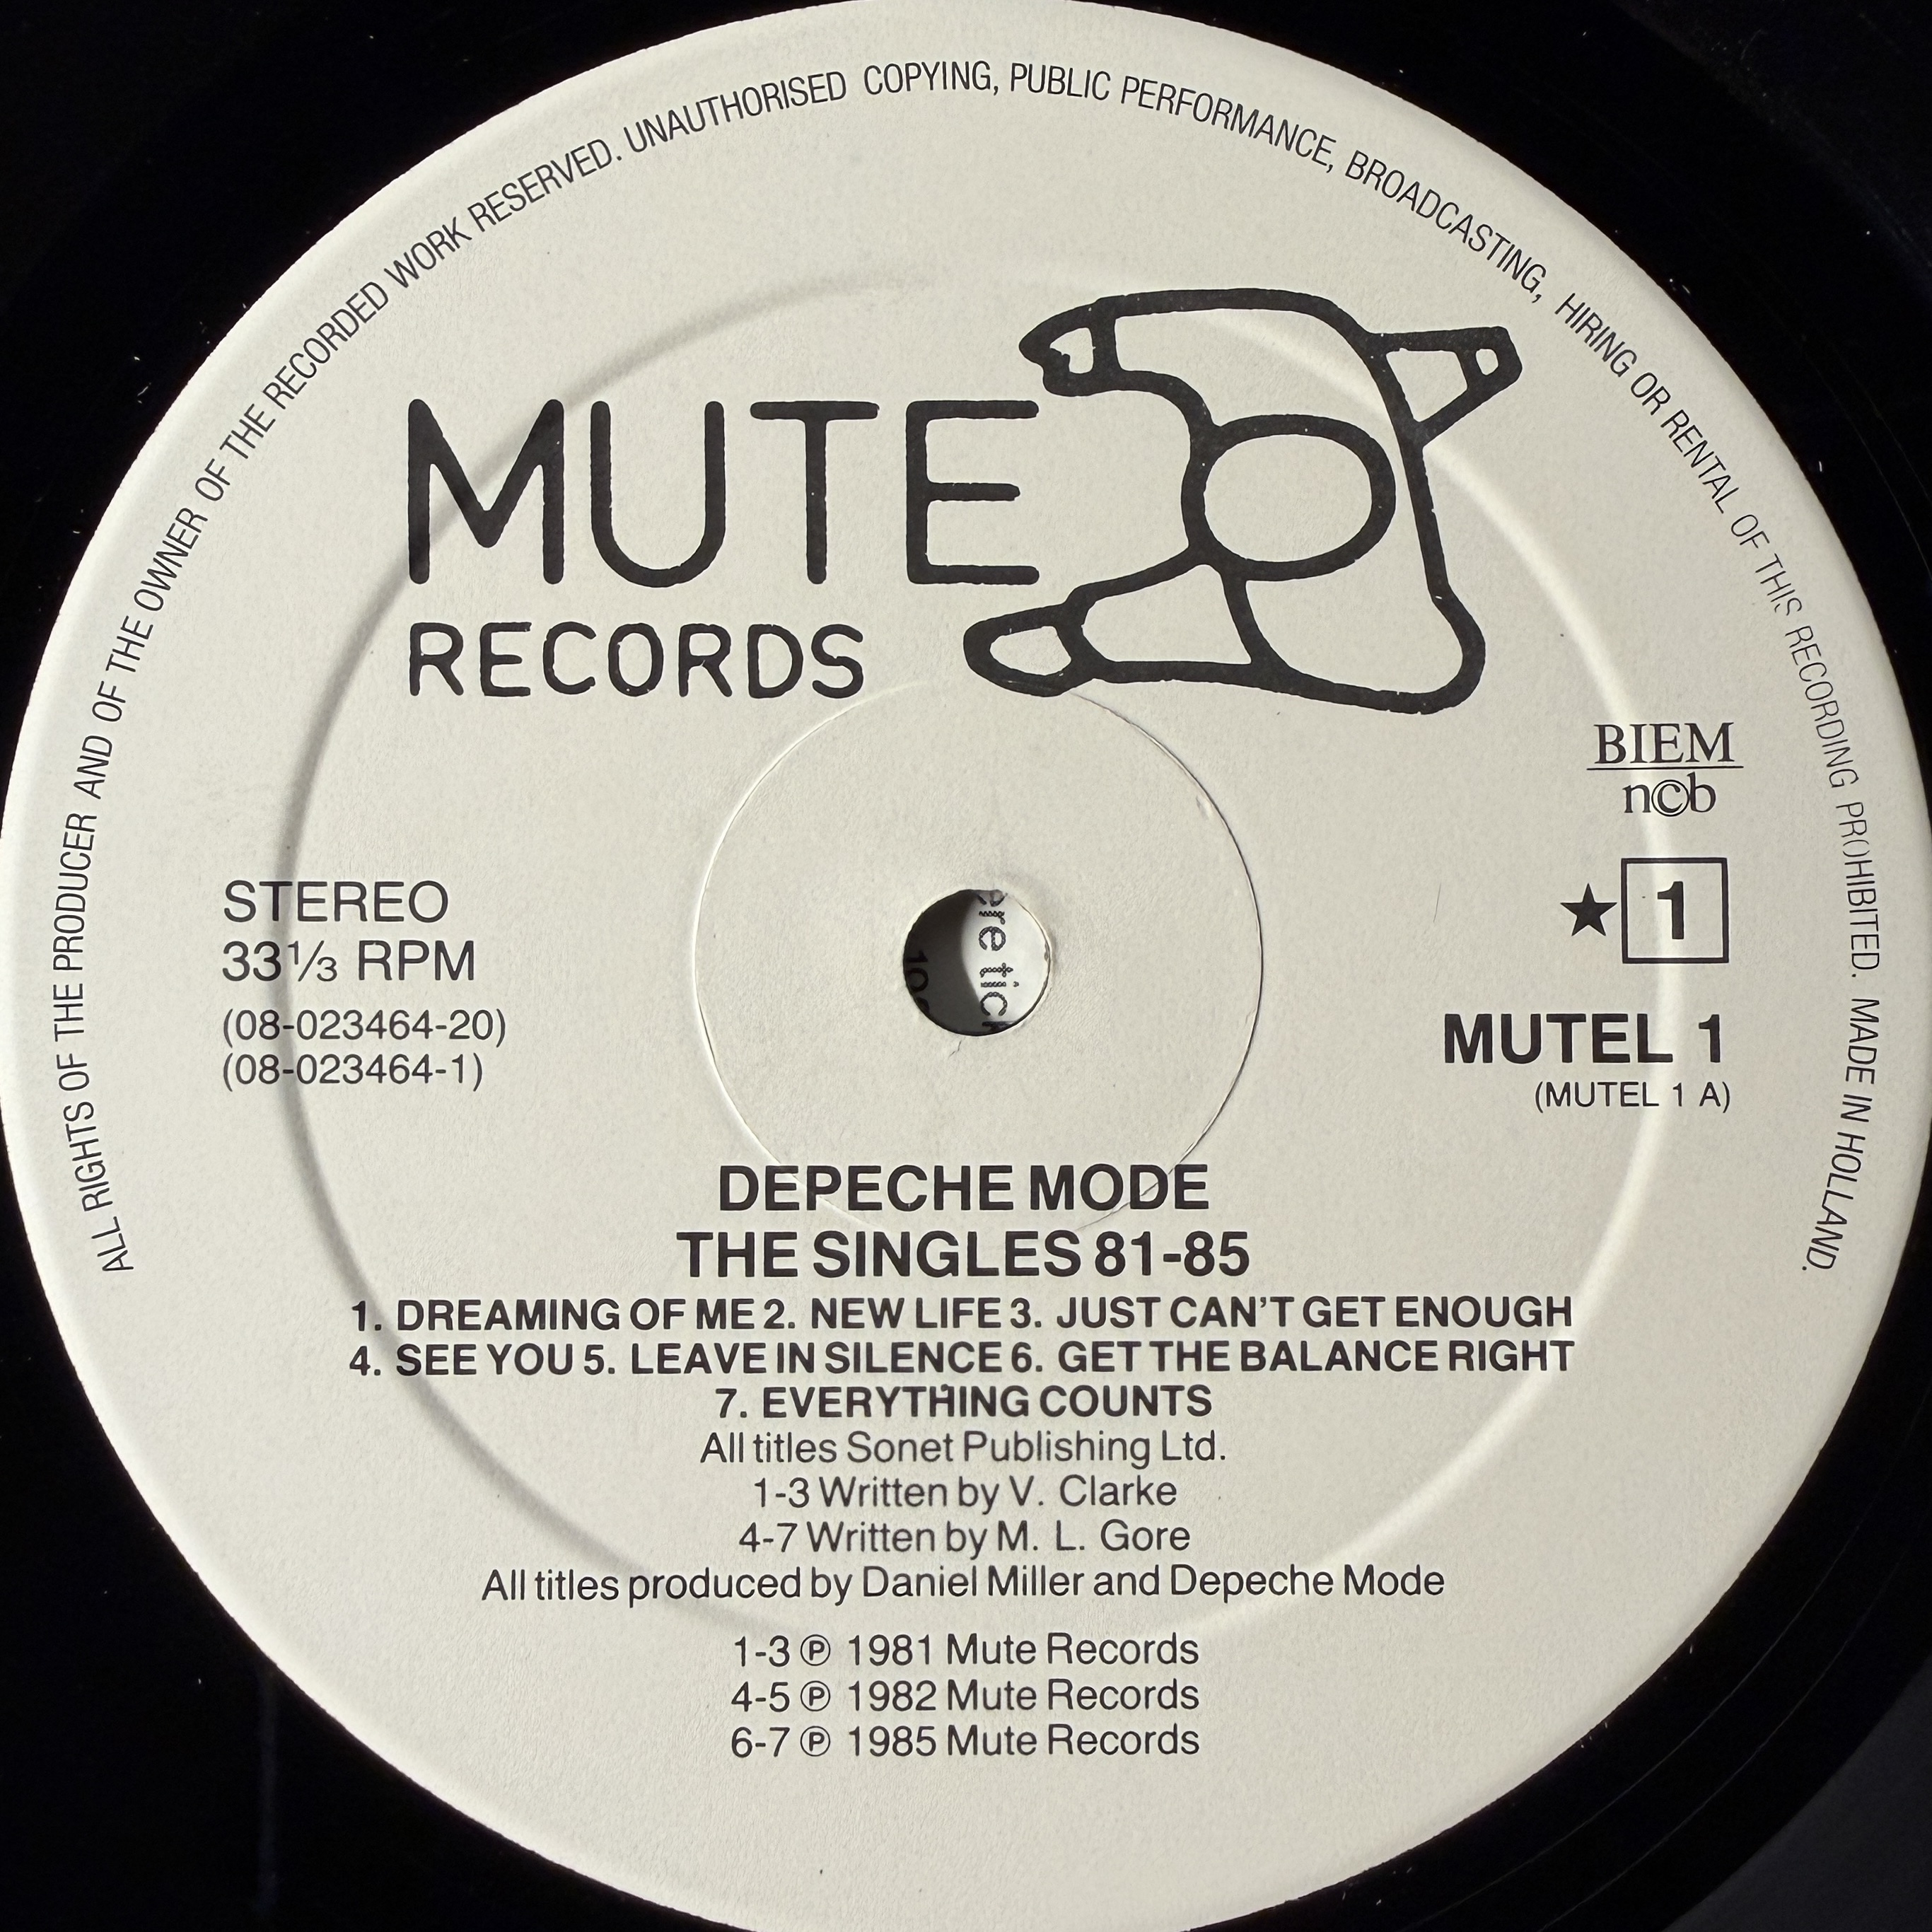 ALL RIGHTS OF THE PRODUCER AND OF THE OWNER OF THE RECORDED WORK RESERVED. UNAUTHORISED COPYING, PUBLIC PERFORMANCE, BROADCASTING, HIRING OR RENTAL OF THIS RECORDING PROHIBITED. MADE IN HOLLAND.
MUTE
RECORDS
BIEM
n©b
STEREO
33⅓ RPM
(08-023464-20)
(08-023464-1)
★ 1
MUTEL 1
(MUTEL 1 A)
DEPECHE MODE
THE SINGLES 81-85
1. DREAMING OF ME 2. NEW LIFE 3. JUST CAN'T GET ENOUGH
4. SEE YOU 5. LEAVE IN SILENCE 6. GET THE BALANCE RIGHT
7. EVERYTHING COUNTS
All titles Sonet Publishing Ltd.
1-3 Written by V. Clarke
4-7 Written by M. L. Gore
All titles produced by Daniel Miller and Depeche Mode
1-3 ℗ 1981 Mute Records
4-5 ℗ 1982 Mute Records
6-7 ℗ 1985 Mute Records